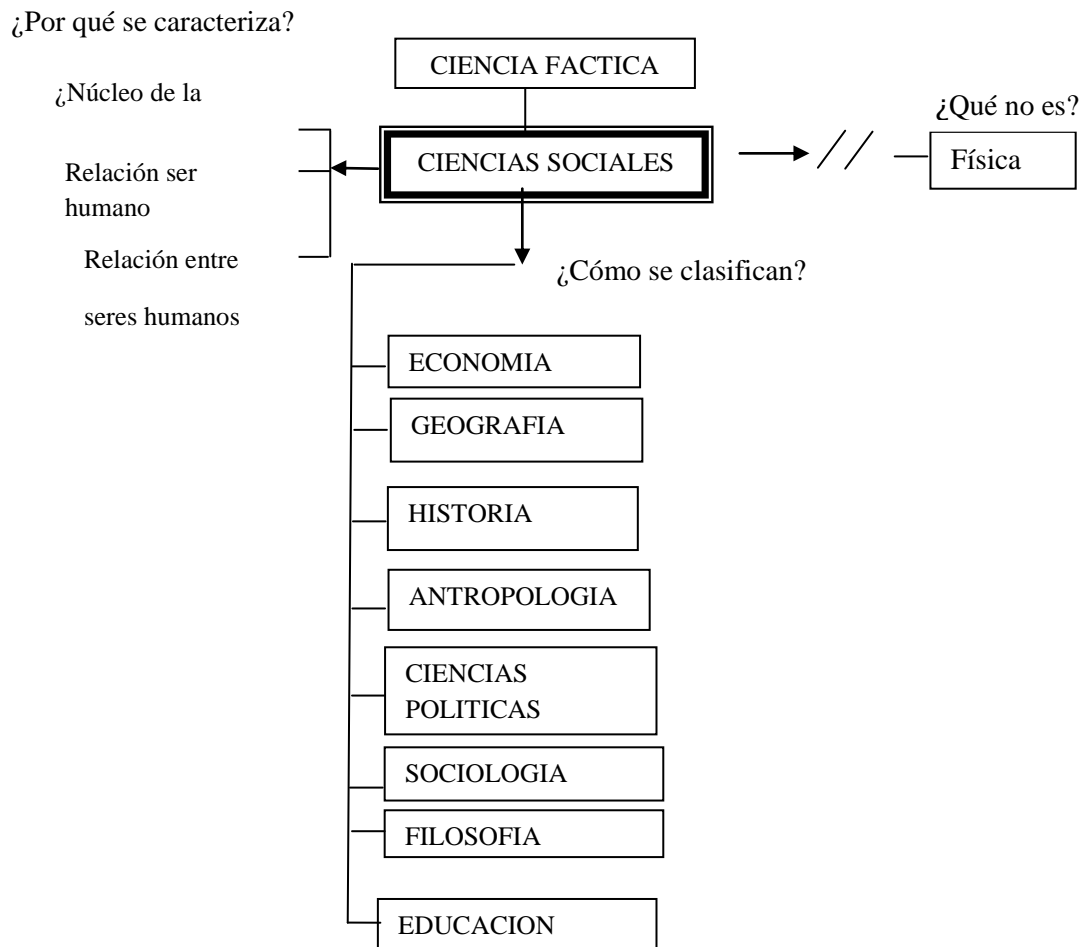 ¿Por qué se caracteriza?
CIENCIA FACTICA
¿Núcleo de la
¿Qué no es?
CIENCIAS SOCIALES
Física
Relación ser
humano
Relación entre
seres humanos
¿Cómo se clasifican?
ECONOMIA
GEOGRAFIA
HISTORIA
ANTROPOLOGIA
CIENCIAS
POLITICAS
SOCIOLOGIA
FILOSOFIA
EDUCACION